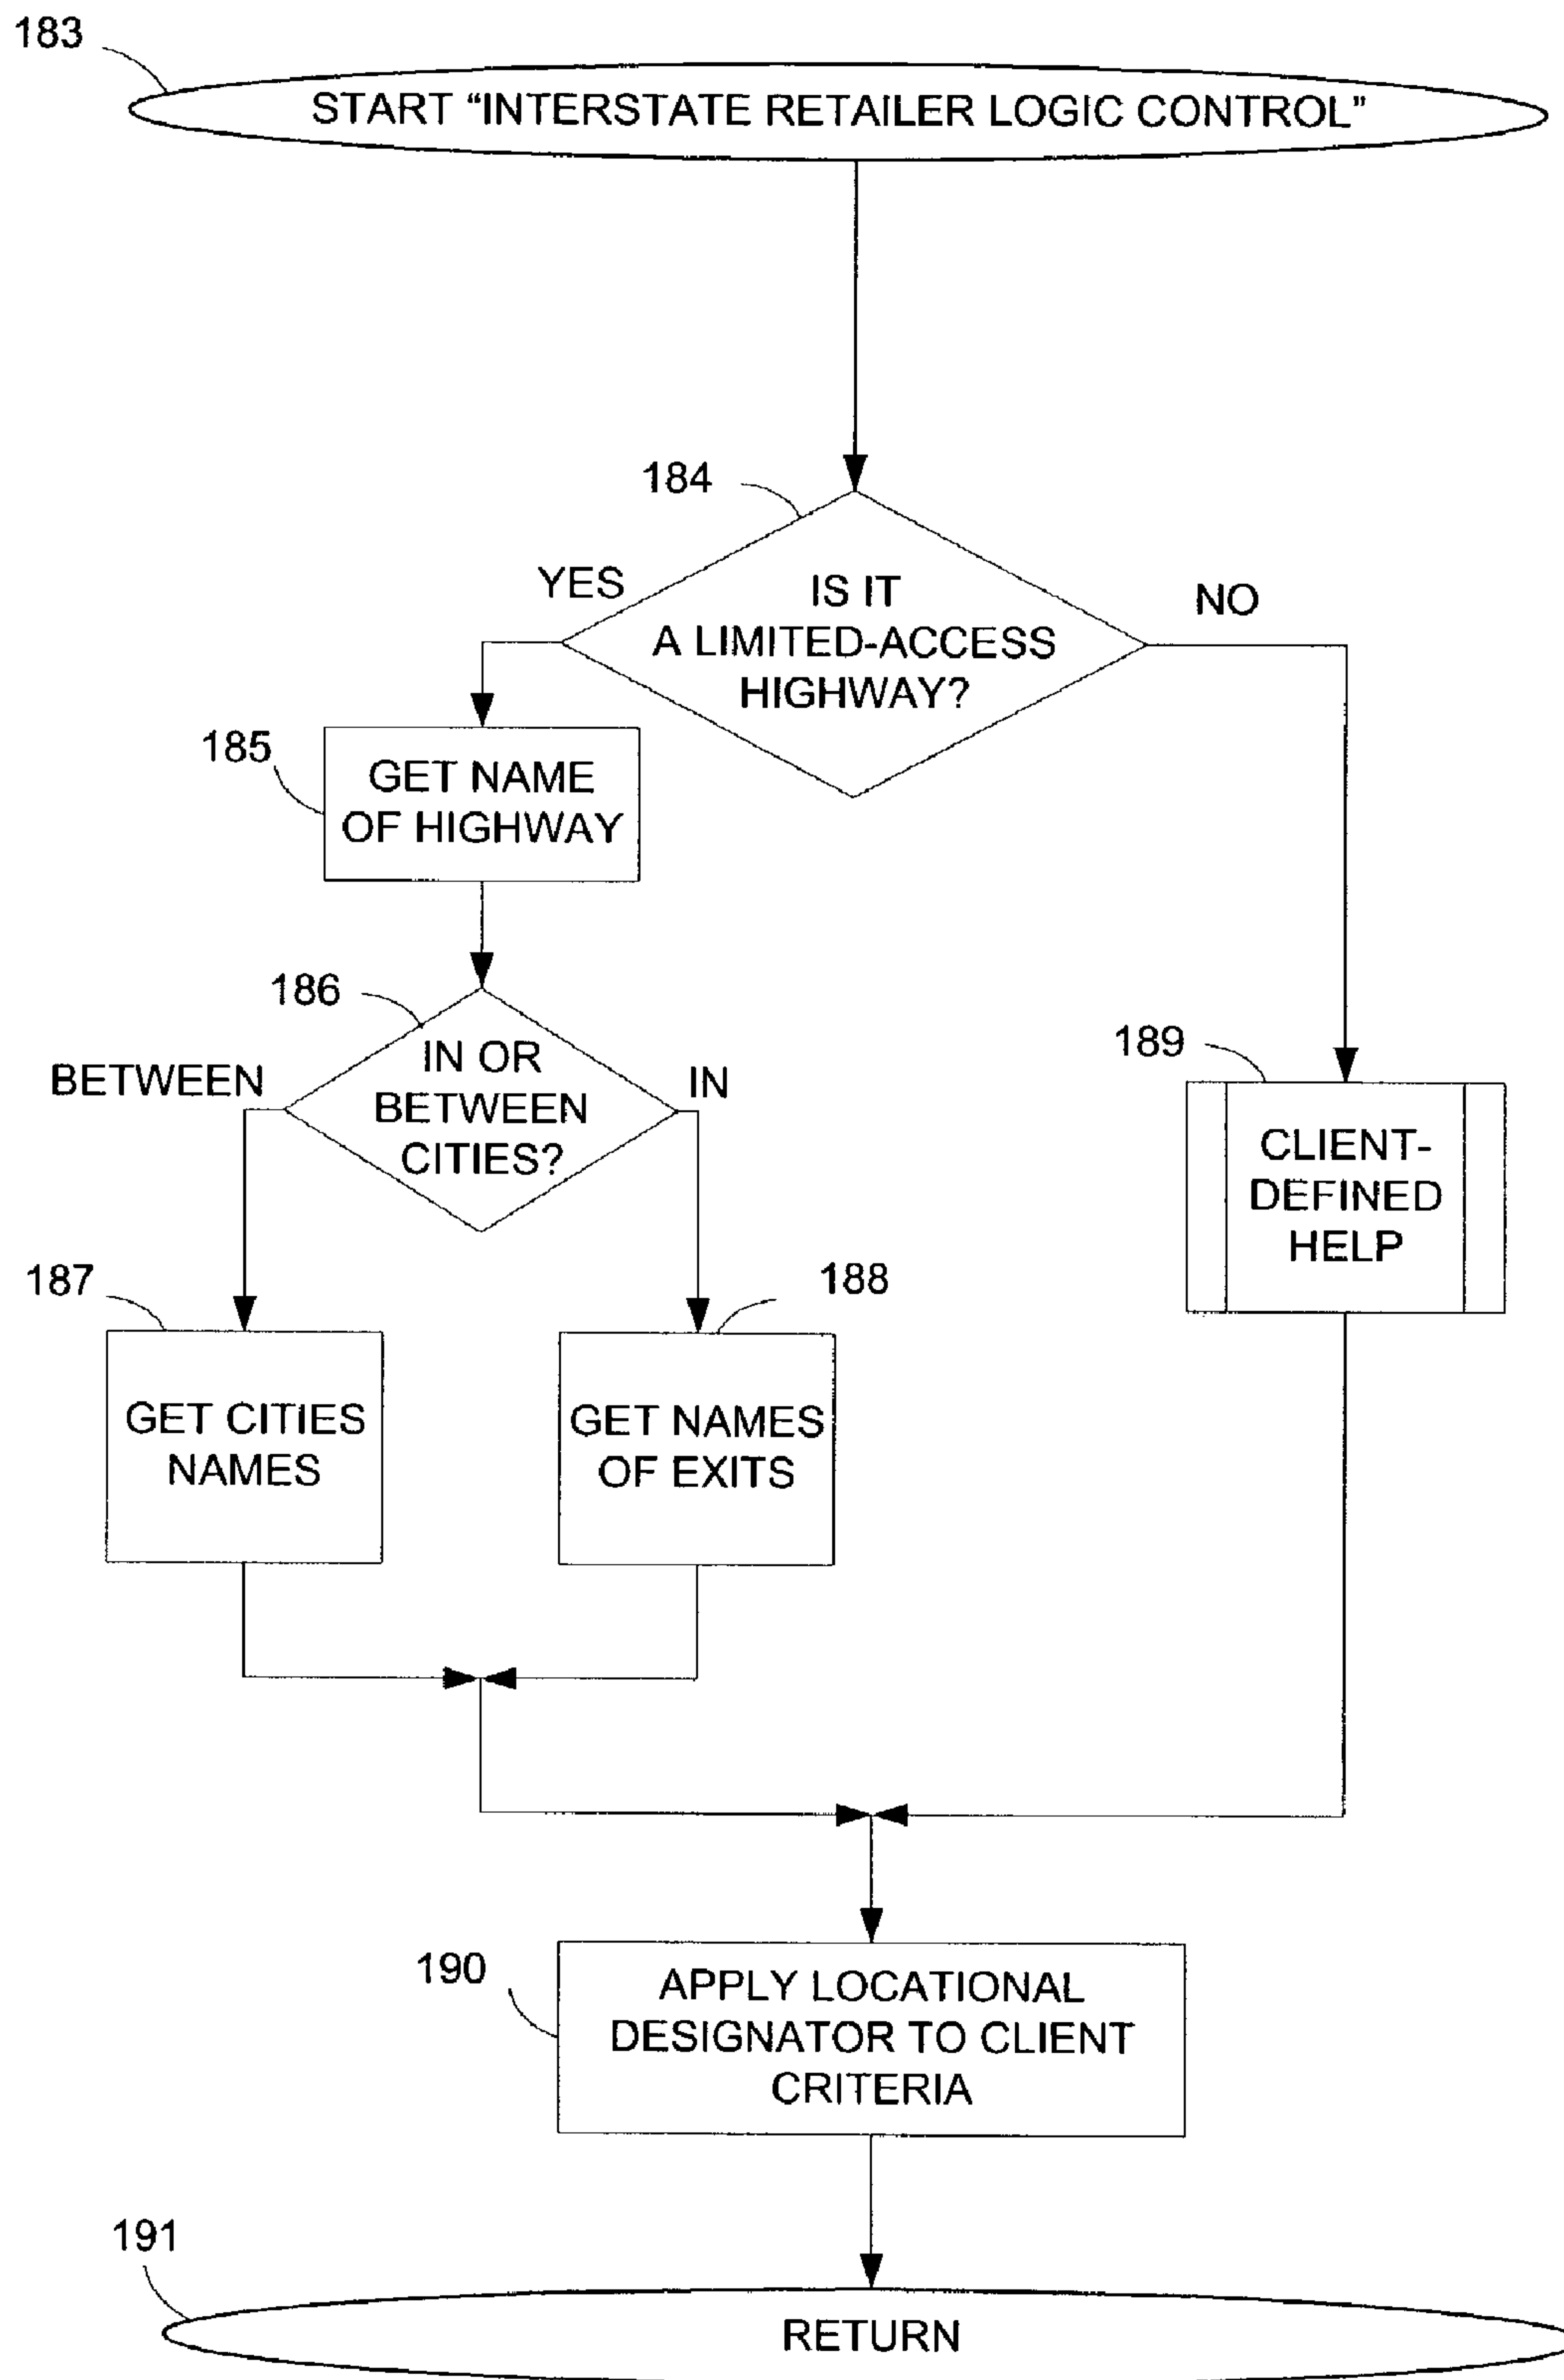 183
START “INTERSTATE RETAILER LOGIC CONTROL”
184
YES
IS IT
A LIMITED-ACCESS
HIGHWAY?
NO
185
GET NAME
OF HIGHWAY
186
BETWEEN
IN OR
BETWEEN
CITIES?
IN
189
CLIENT-
DEFINED
HELP
187
GET CITIES
NAMES
188
GET NAMES
OF EXITS
190
APPLY LOCATIONAL
DESIGNATOR TO CLIENT
CRITERIA
191
RETURN